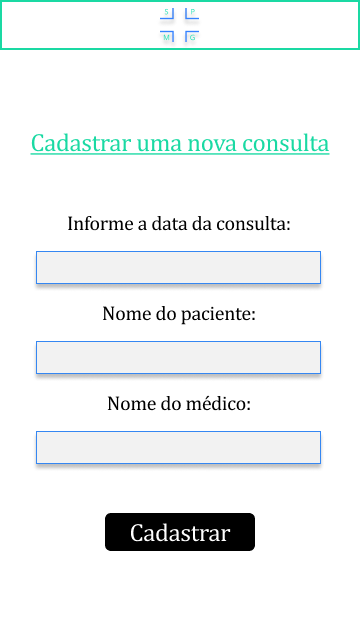 S P
M G
Cadastrar uma nova consulta
Informe a data da consulta:
Nome do paciente:
Nome do médico:
Cadastrar